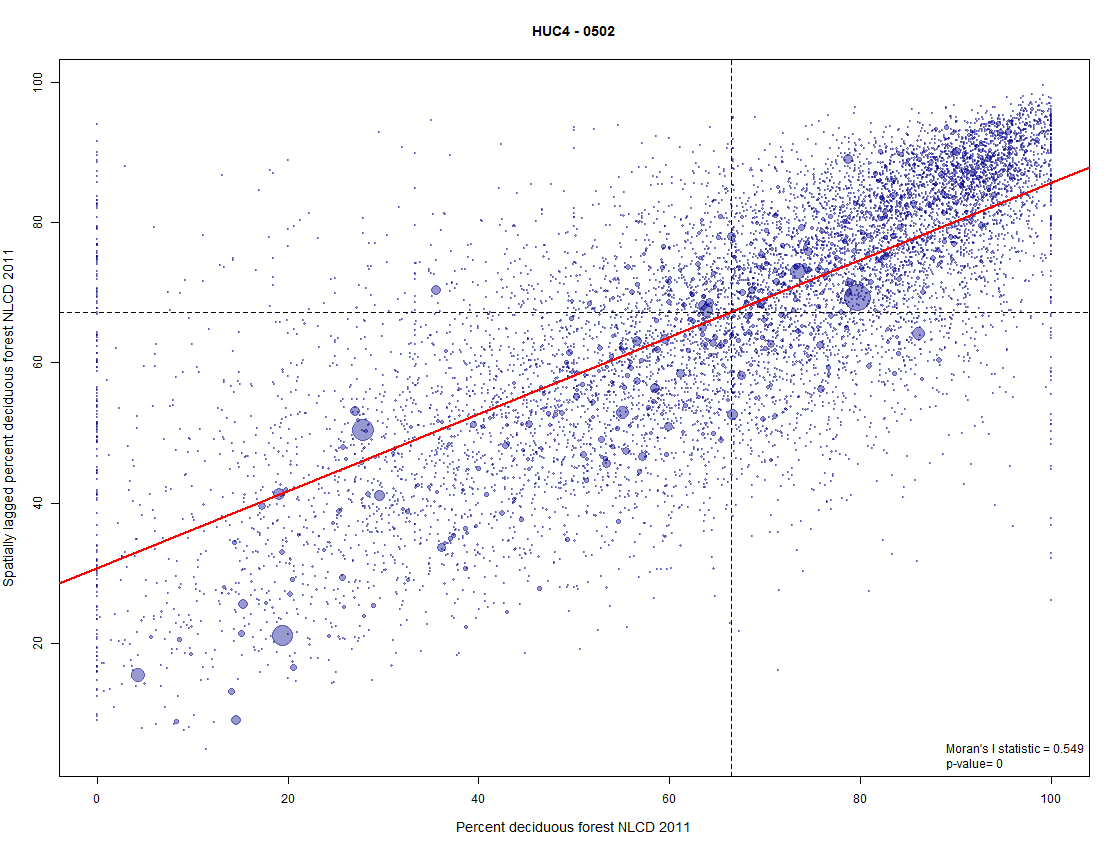 HUC4 - 0502
Spatially lagged percent deciduous forest NLCD 2011
100
80
60
40
20
Moran's I statistic = 0.549
p-value= 0
0 20 40 60 80 100
Percent deciduous forest NLCD 2011